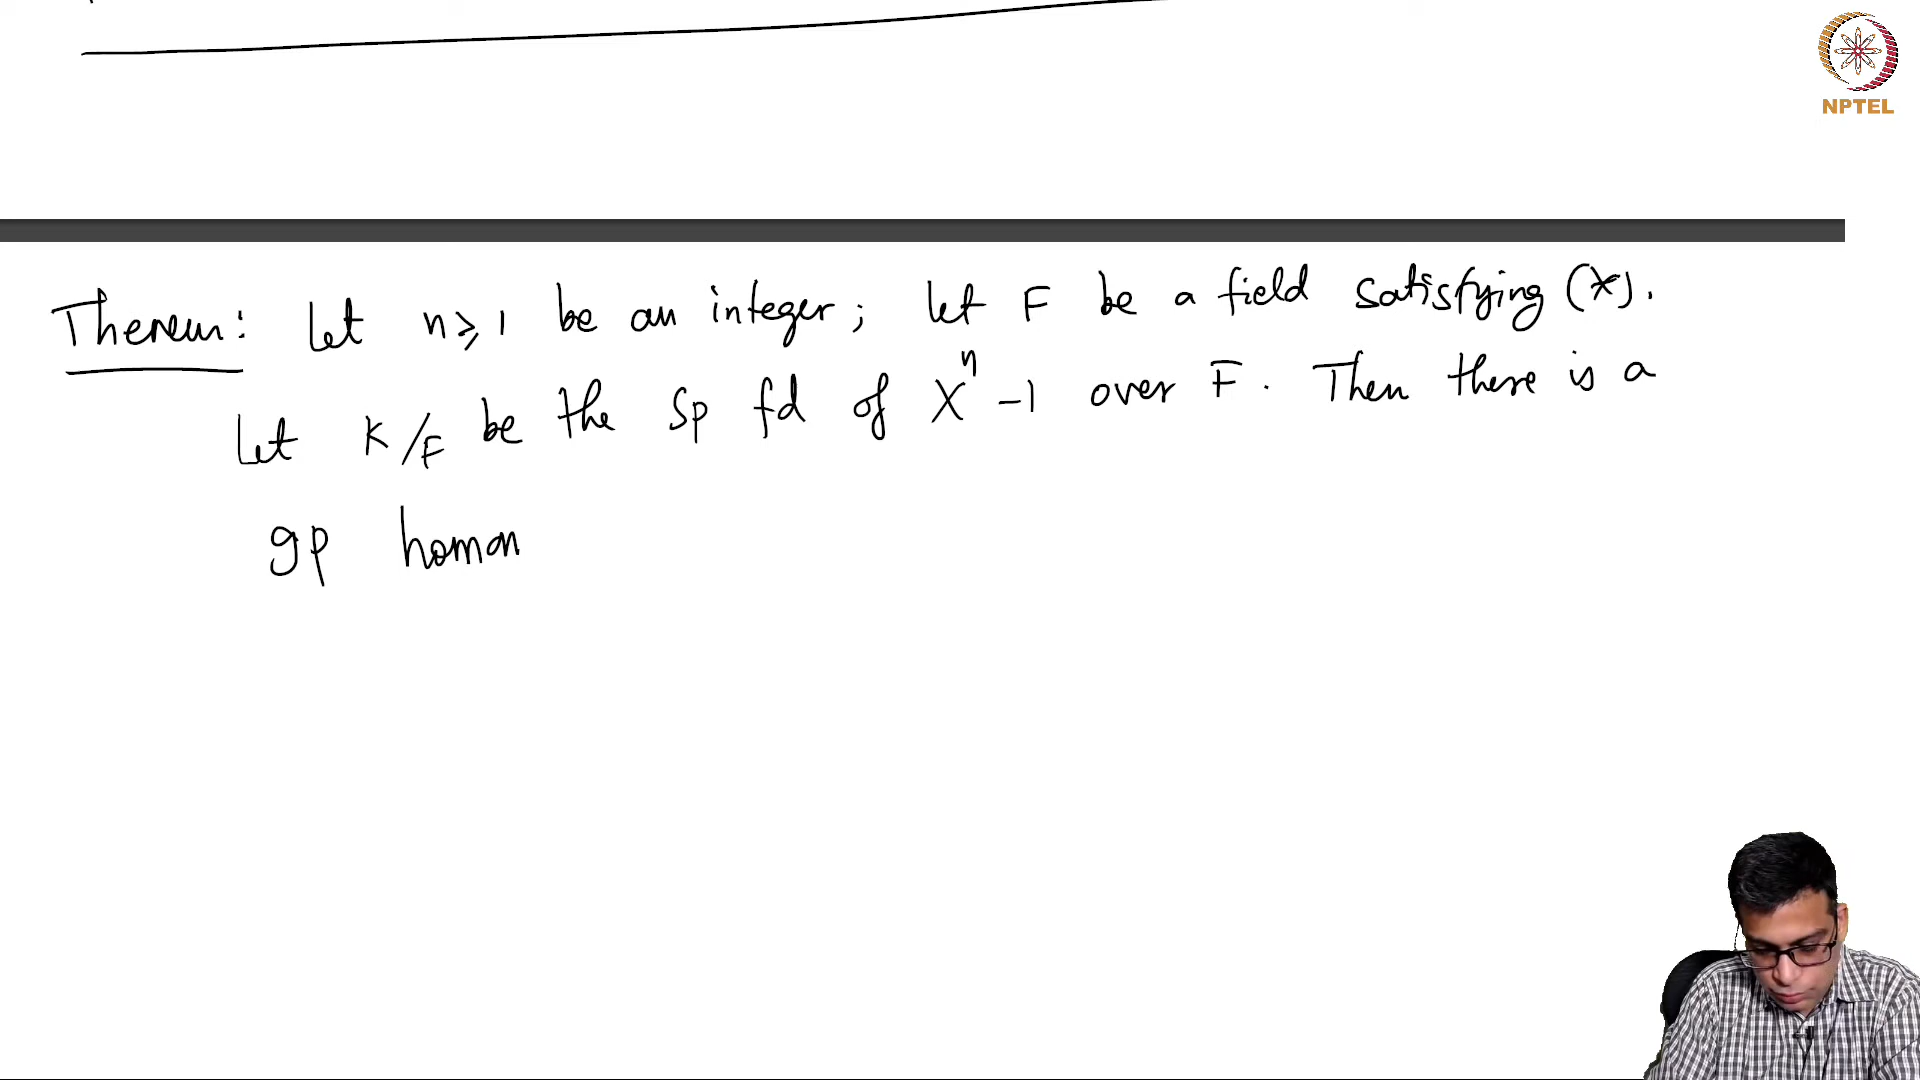 NPTEL
Theorem: Let n ≥ 1 be an integer; let F be a field satisfying (*).
Let K/F be the Sp fd of X^n - 1 over F. Then there is a
gp homom